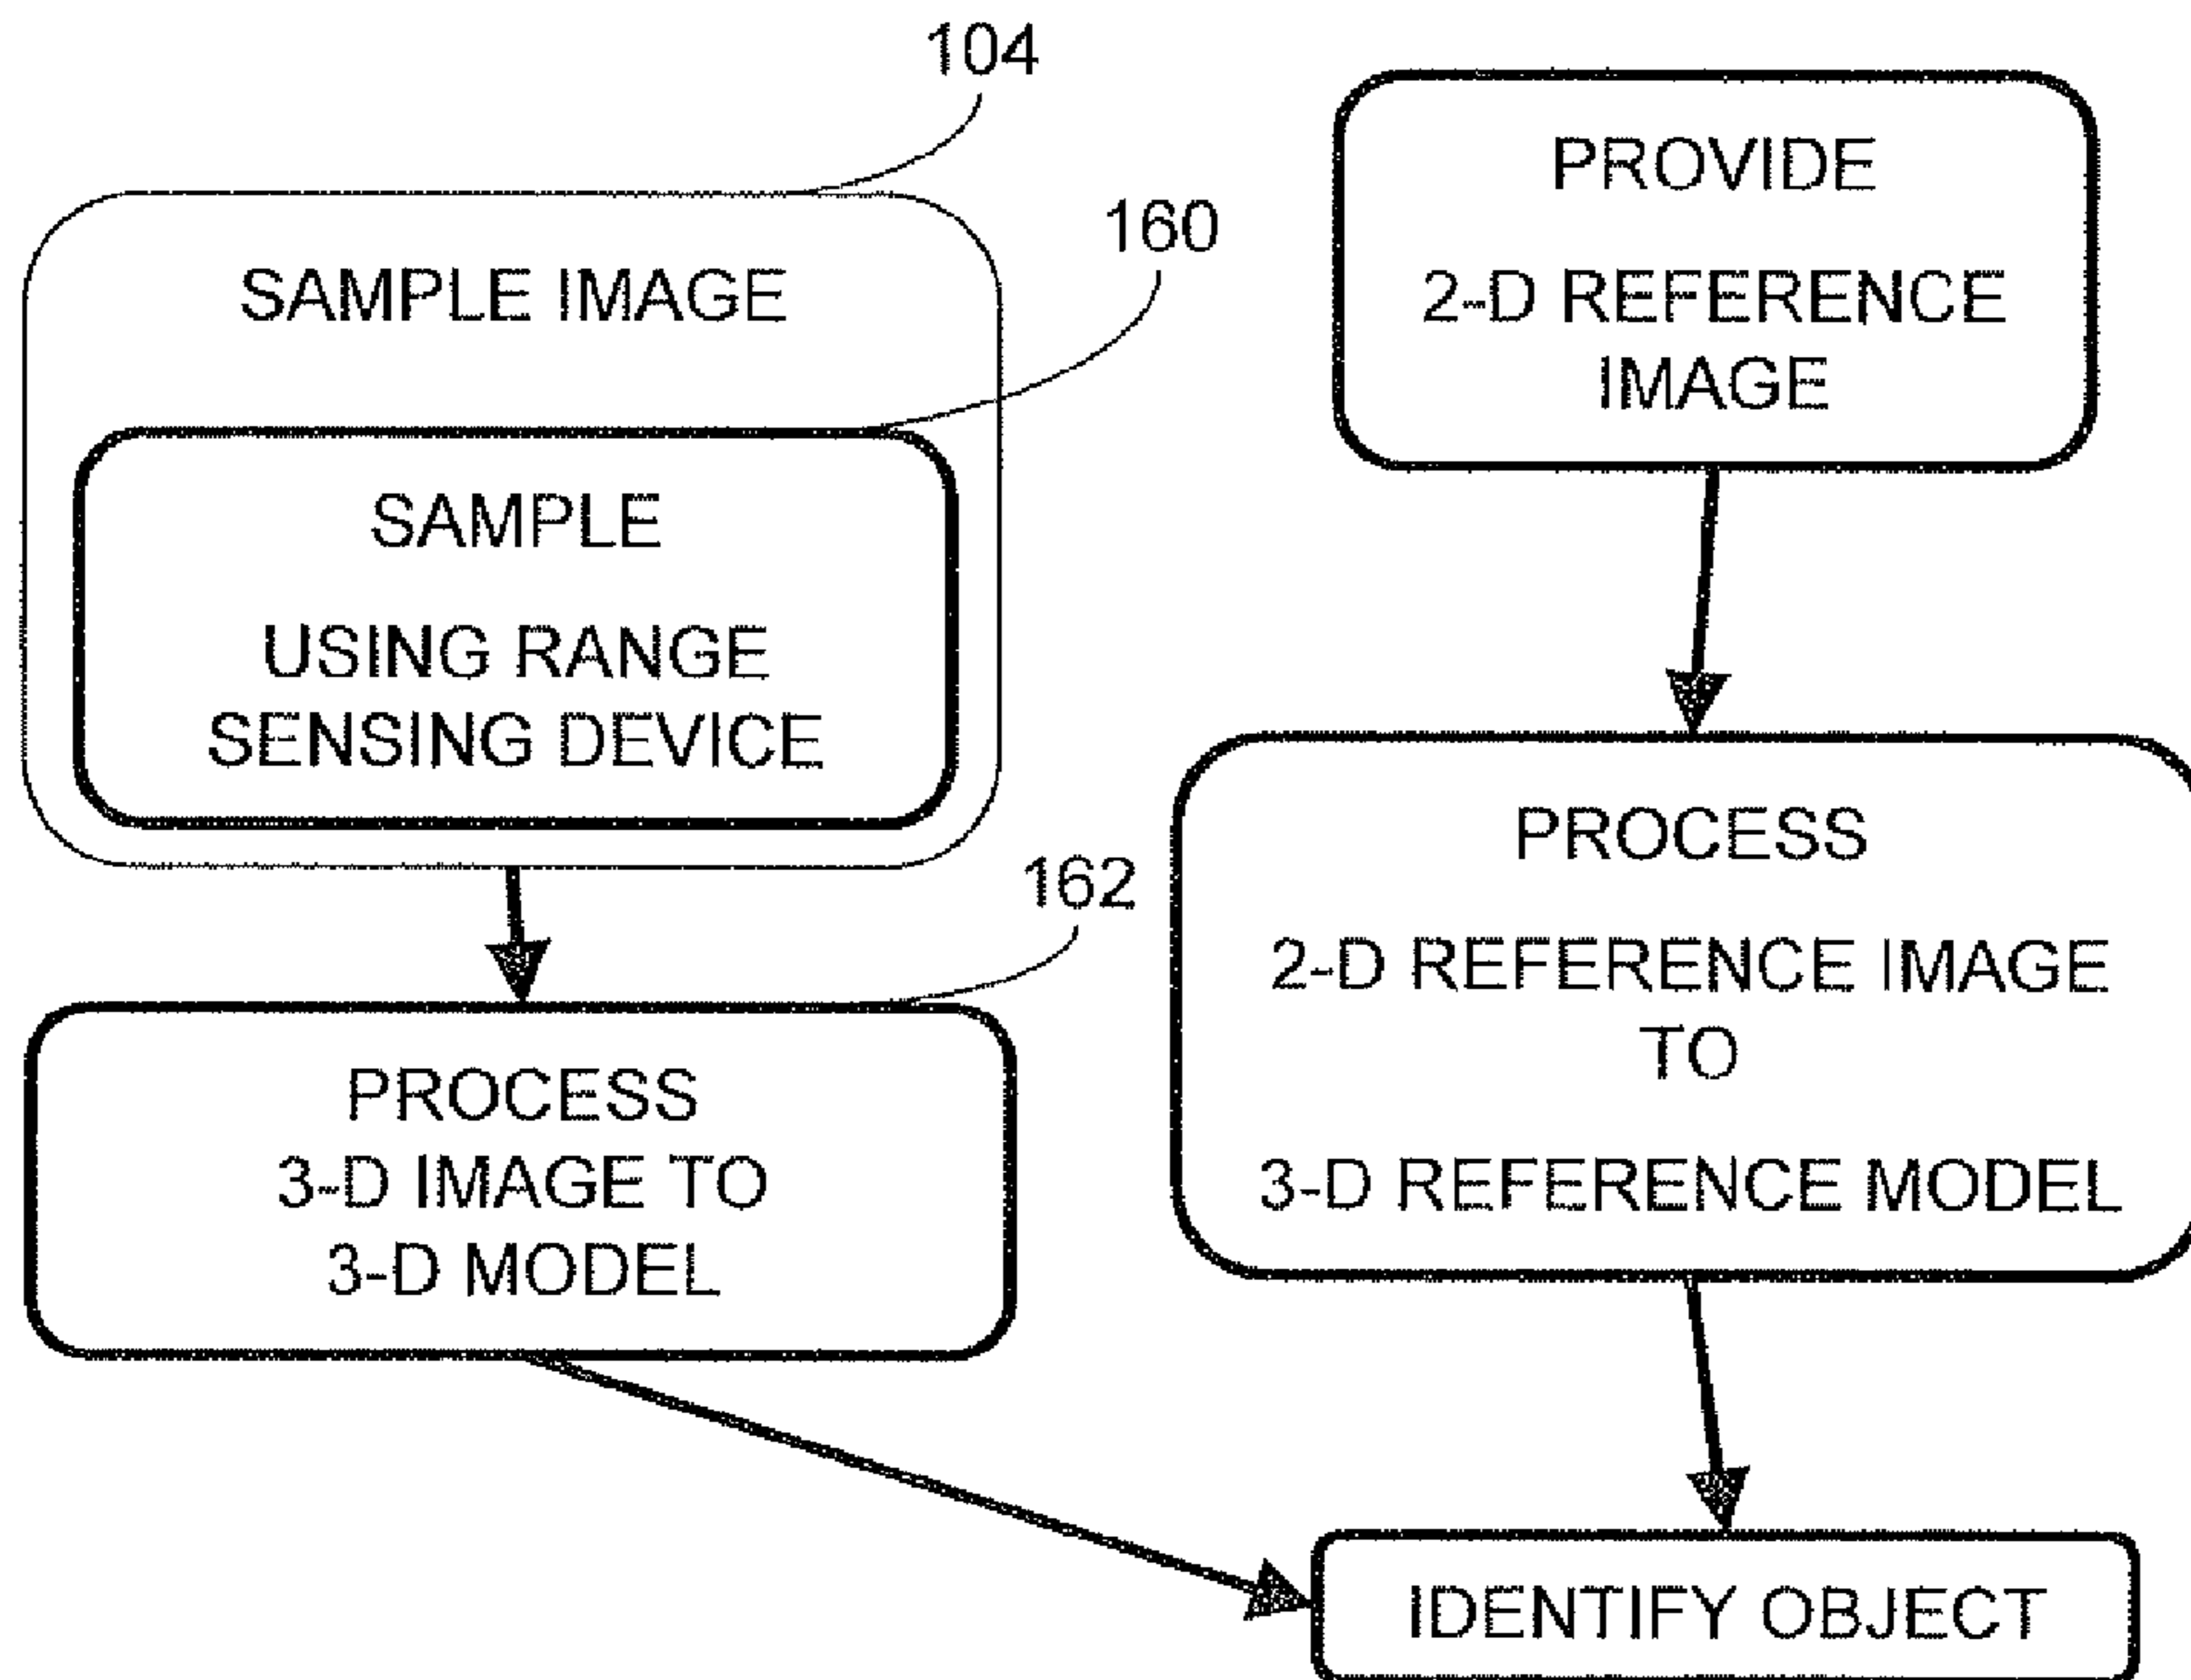 104
SAMPLE IMAGE
160
SAMPLE
USING RANGE
SENSING DEVICE
162
PROCESS
3-D IMAGE TO
3-D MODEL
PROVIDE
2-D REFERENCE
IMAGE
PROCESS
2-D REFERENCE IMAGE
TO
3-D REFERENCE MODEL
IDENTIFY OBJECT